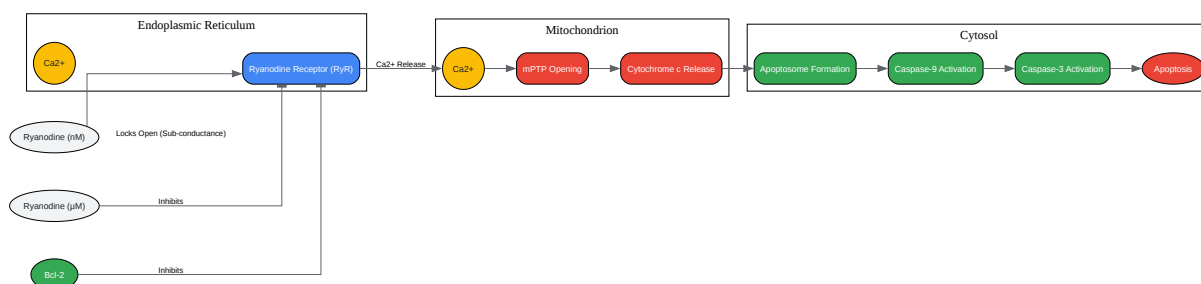 Endoplasmic Reticulum
Ca2+
Ryanodine Receptor (RyR)
Ca2+ Release
Mitochondrion
Ca2+
mPTP Opening
Cytochrome c Release
Cytosol
Apoptosome Formation
Caspase-9 Activation
Caspase-3 Activation
Apoptosis
Ryanodine (nM)
Locks Open (Sub-conductance)
Ryanodine (µM)
Inhibits
Bcl-2
Inhibits